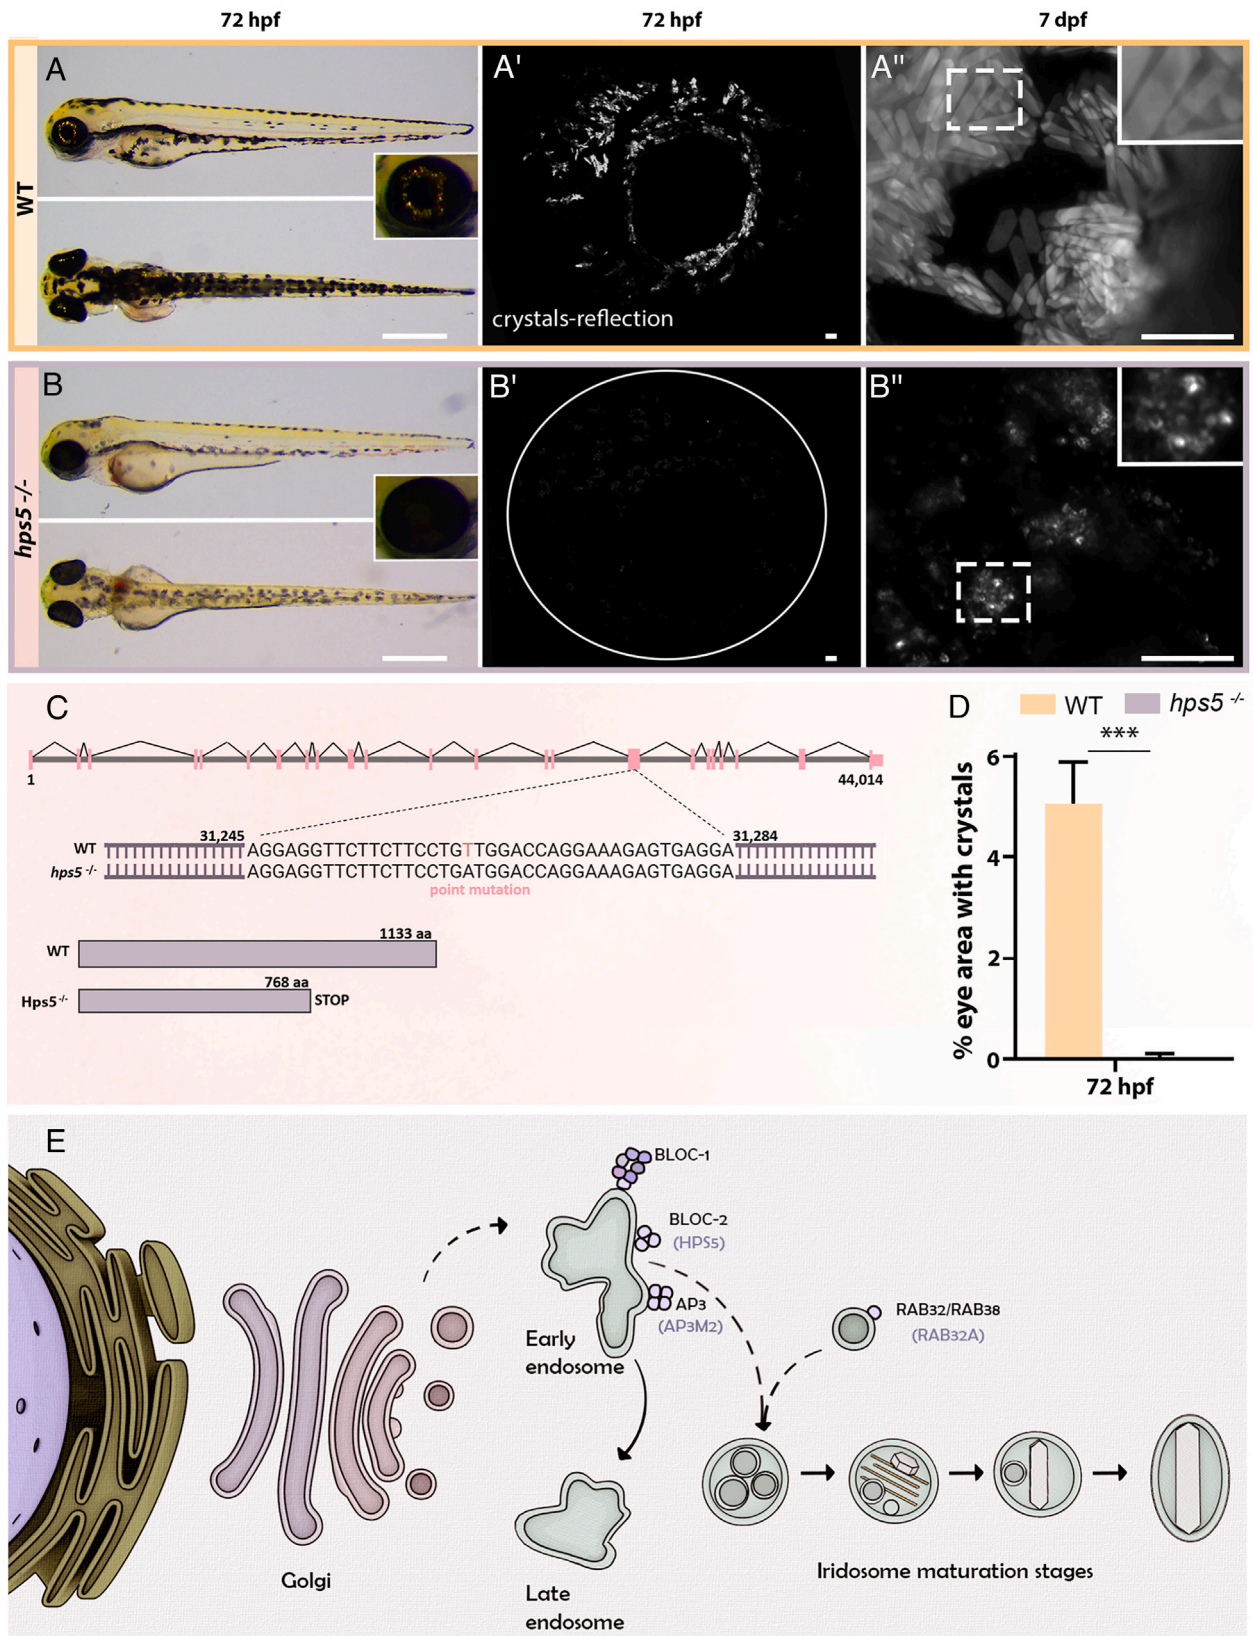 72 hpf
72 hpf
7 dpf
WT
A
A'
crystals-reflection
A"
hps5 -/-
B
B'
B"
C
1
44,014
31,245
31,284
WT
AGGAGGTTCTTCTTCCTGTTGGACCAGGAAAGAGTGAGGA
hps5 -/-
AGGAGGTTCTTCTTCCTGATGGACCAGGAAAGAGTGAGGA
point mutation
WT
1133 aa
Hps5 -/-
768 aa
STOP
D
WT
hps5 -/-
***
% eye area with crystals
6
4
2
0
72 hpf
E
BLOC-1
BLOC-2
(HPS5)
AP3
(AP3M2)
RAB32/RAB38
(RAB32A)
Early
endosome
Golgi
Late
endosome
Iridosome maturation stages